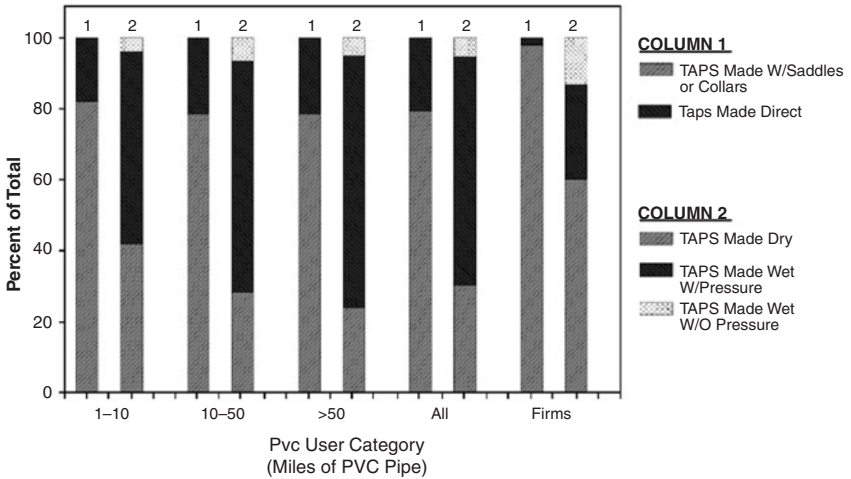 1 2 1 2 1 2 1 2 1 2
100
80
60
40
20
0
Percent of Total
1–10 10–50 >50 All Firms
Pvc User Category
(Miles of PVC Pipe)
COLUMN 1
TAPS Made W/Saddles
or Collars
Taps Made Direct
COLUMN 2
TAPS Made Dry
TAPS Made Wet
W/Pressure
TAPS Made Wet
W/O Pressure